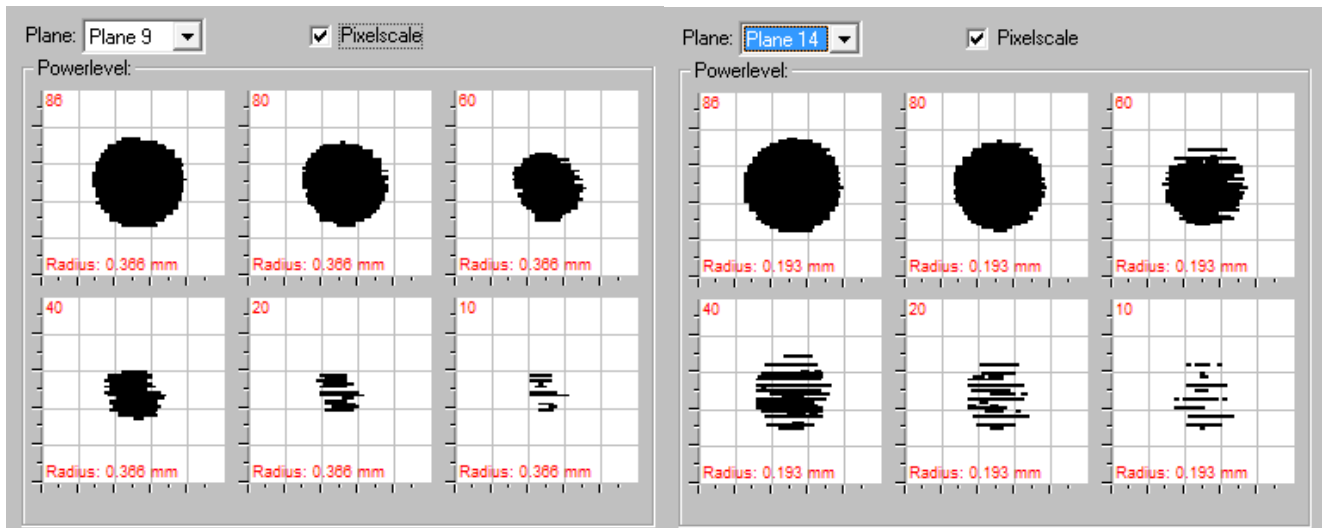 Plane: Plane 9 Pixelscale
Powerlevel:
86 80 60
Radius: 0.366 mm Radius: 0.366 mm Radius: 0.366 mm
40 20 10
Radius: 0.366 mm Radius: 0.366 mm Radius: 0.366 mm
Plane: Plane 14 Pixelscale
Powerlevel:
86 80 60
Radius: 0.193 mm Radius: 0.193 mm Radius: 0.193 mm
40 20 10
Radius: 0.193 mm Radius: 0.193 mm Radius: 0.193 mm